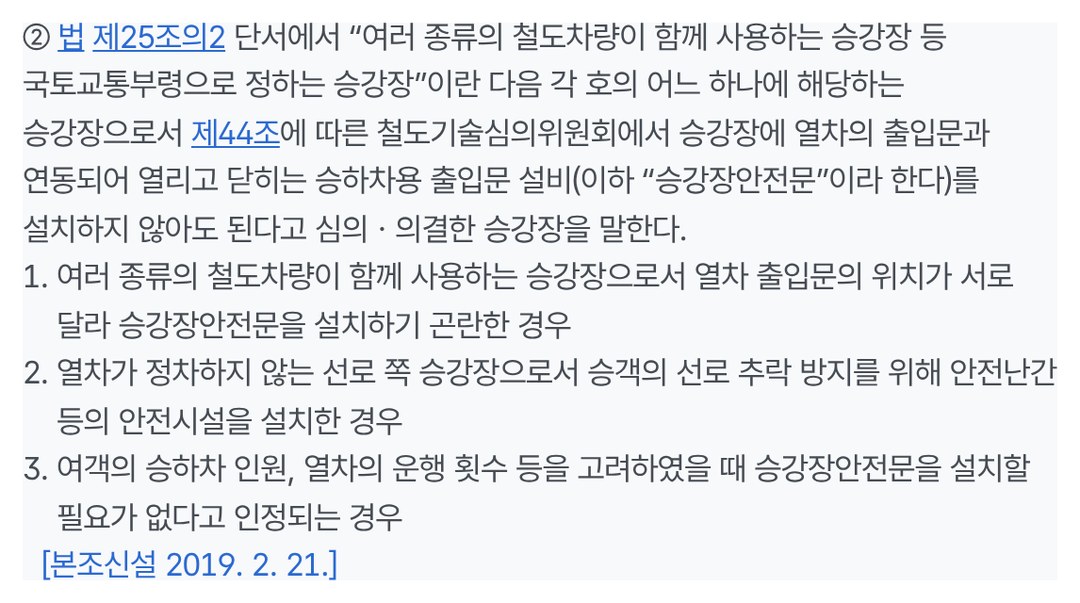 ② 법 제25조의2 단서에서 “여러 종류의 철도차량이 함께 사용하는 승강장 등
국토교통부령으로 정하는 승강장”이란 다음 각 호의 어느 하나에 해당하는
승강장으로서 제44조에 따른 철도기술심의위원회에서 승강장에 열차의 출입문과
연동되어 열리고 닫히는 승하차용 출입문 설비(이하 “승강장안전문”이라 한다)를
설치하지 않아도 된다고 심의ㆍ의결한 승강장을 말한다.
1. 여러 종류의 철도차량이 함께 사용하는 승강장으로서 열차 출입문의 위치가 서로
달라 승강장안전문을 설치하기 곤란한 경우
2. 열차가 정차하지 않는 선로 쪽 승강장으로서 승객의 선로 추락 방지를 위해 안전난간
등의 안전시설을 설치한 경우
3. 여객의 승하차 인원, 열차의 운행 횟수 등을 고려하였을 때 승강장안전문을 설치할
필요가 없다고 인정되는 경우
[본조신설 2019. 2. 21.]